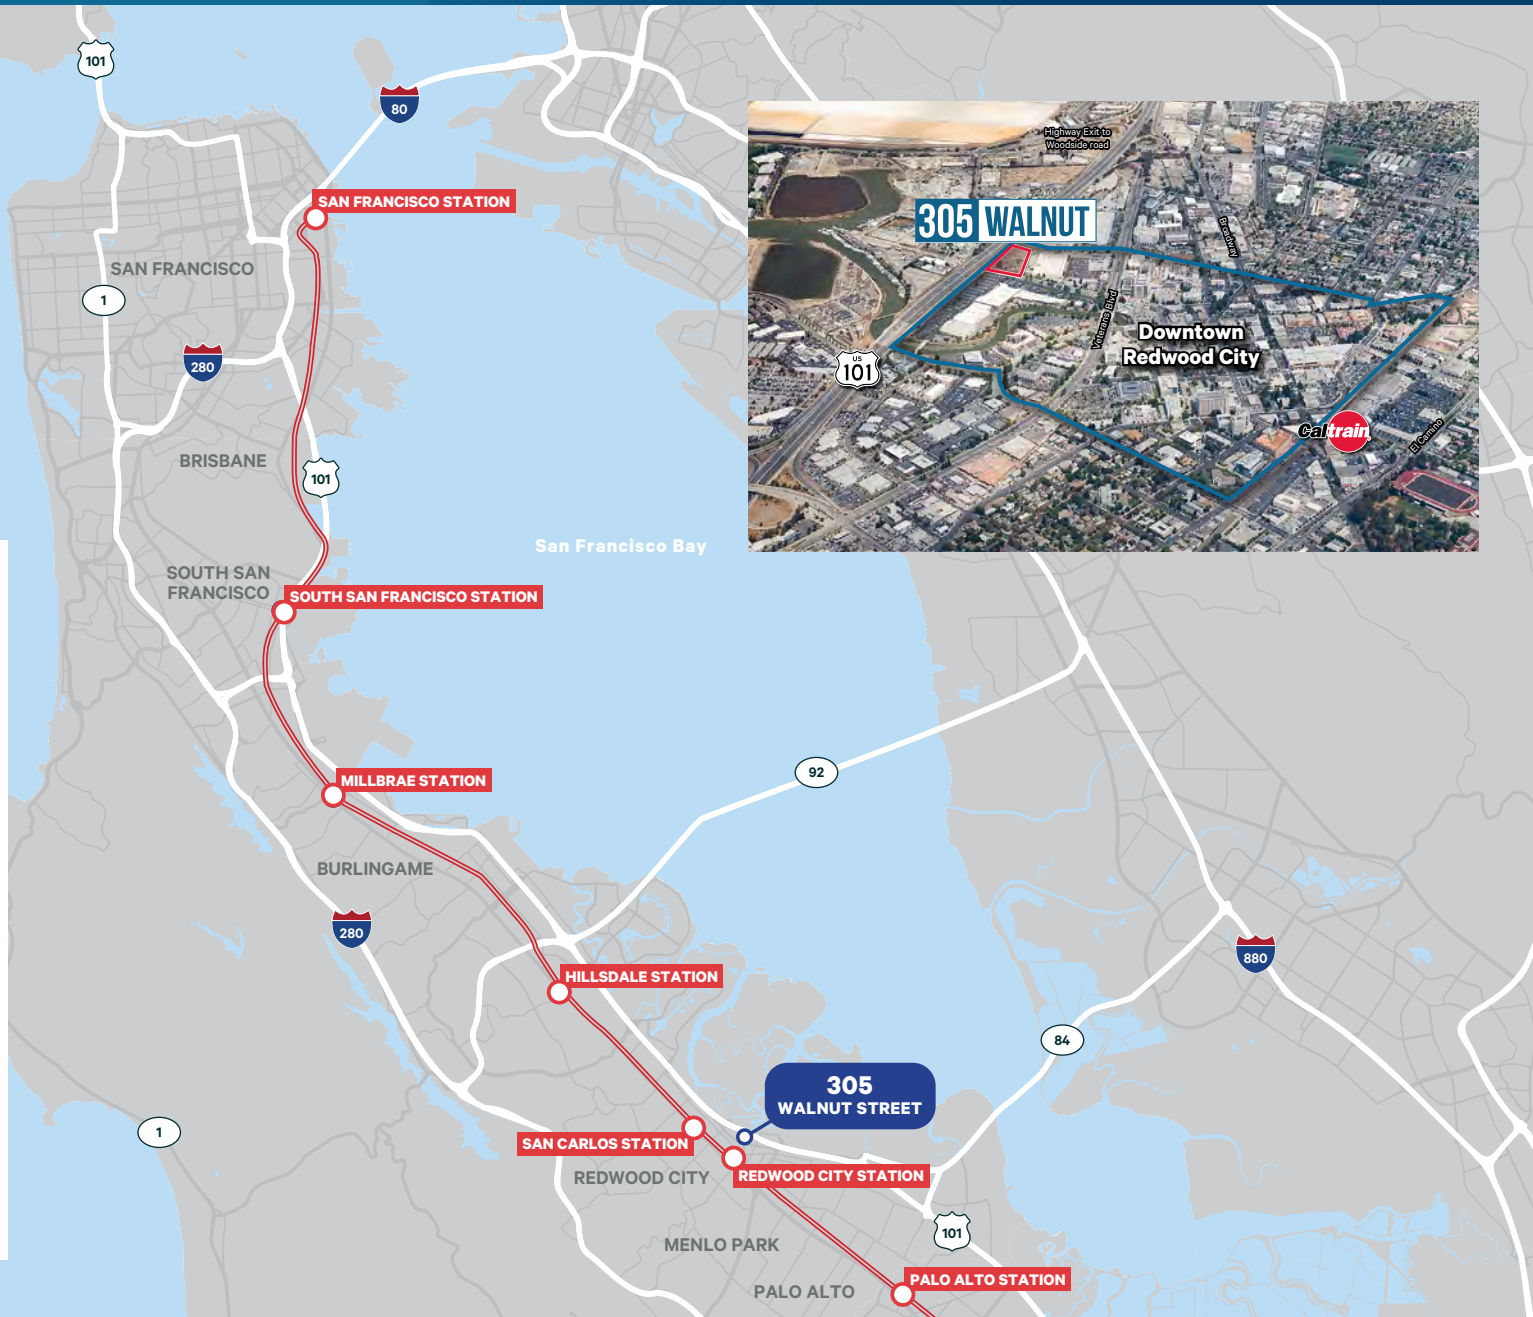 101
80
Highway Exit to
Woodside road
SAN FRANCISCO STATION
305 WALNUT
Broadway
SAN FRANCISCO
1
Veterans Blvd
Downtown
Redwood City
280
US
101
Caltrain
El Camino
BRISBANE
101
San Francisco Bay
SOUTH SAN
FRANCISCO
SOUTH SAN FRANCISCO STATION
MILLBRAE STATION
92
BURLINGAME
280
880
HILLSDALE STATION
84
305
WALNUT STREET
1
SAN CARLOS STATION
REDWOOD CITY
REDWOOD CITY STATION
101
MENLO PARK
PALO ALTO STATION
PALO ALTO